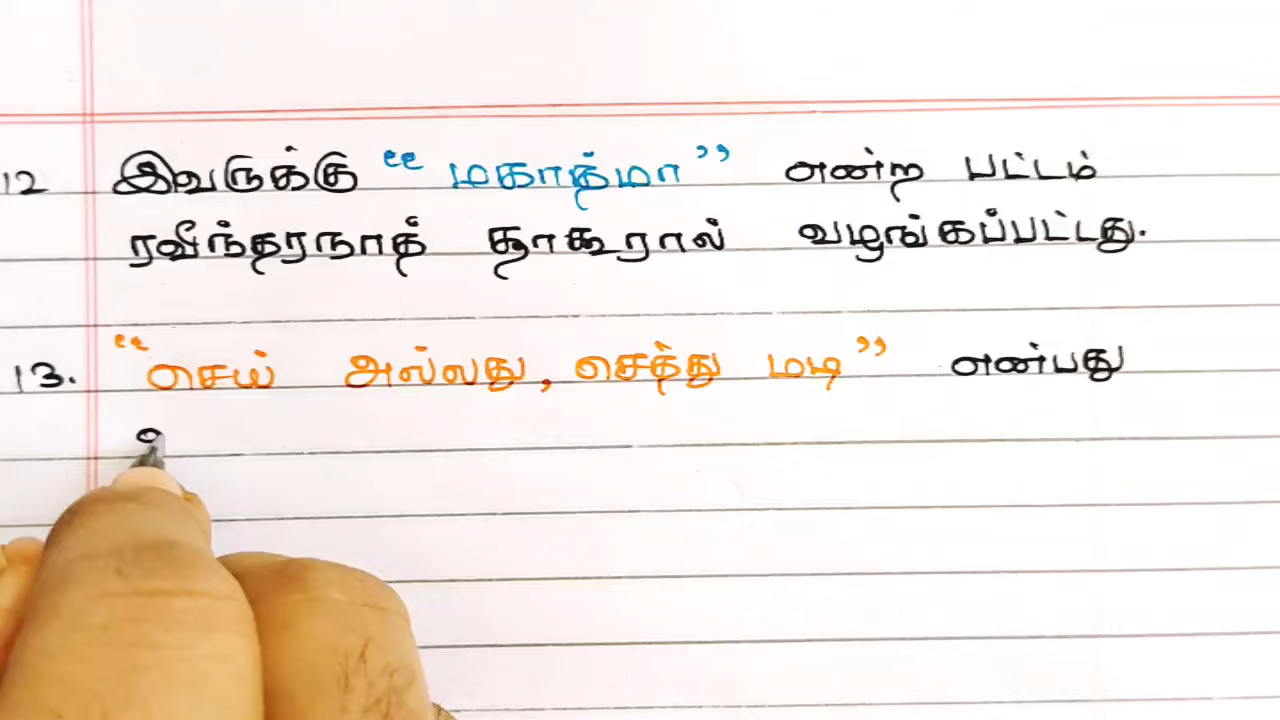 12 இவருக்கு “மகாத்மா” என்ற பட்டம்
ரவீந்தரநாத் தாகூரால் வழங்கப்பட்டது.
13. “செய் அல்லது, செத்து மடி” என்பது